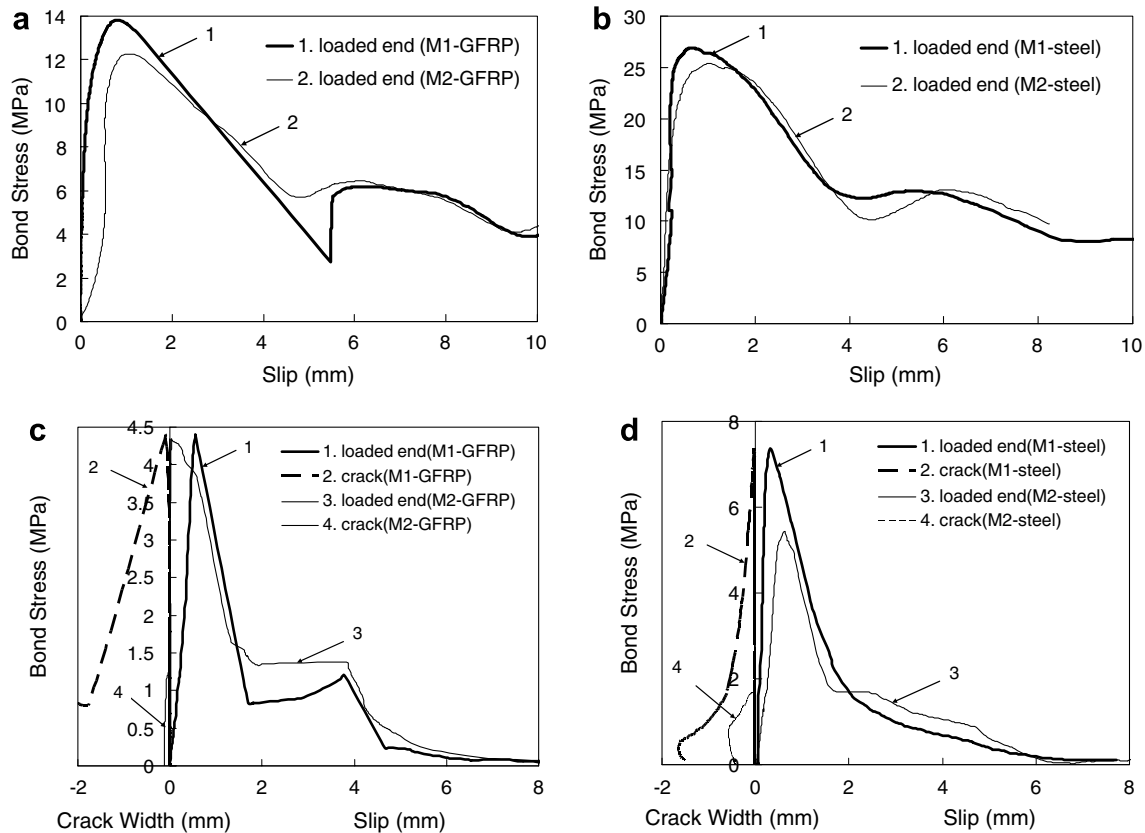 a
14
12
10
8
6
4
2
0
Bond Stress (MPa)
1
2
1. loaded end (M1-GFRP)
2. loaded end (M2-GFRP)
0 2 4 6 8 10
Slip (mm)
b
30
25
20
15
10
5
0
Bond Stress (MPa)
1
2
1. loaded end (M1-steel)
2. loaded end (M2-steel)
0 2 4 6 8 10
Slip (mm)
c
4.5
4
3.5
3
2.5
2
1.5
1
0.5
0
Bond Stress (MPa)
1
2
3
4
1. loaded end(M1-GFRP)
2. crack(M1-GFRP)
3. loaded end(M2-GFRP)
4. crack(M2-GFRP)
-2 0 2 4 6 8
Crack Width (mm) Slip (mm)
d
8
6
4
2
0
Bond Stress (MPa)
1
2
3
4
1. loaded end(M1-steel)
2. crack(M1-steel)
3. loaded end(M2-steel)
4. crack(M2-steel)
-2 0 2 4 6 8
Crack Width (mm) Slip (mm)